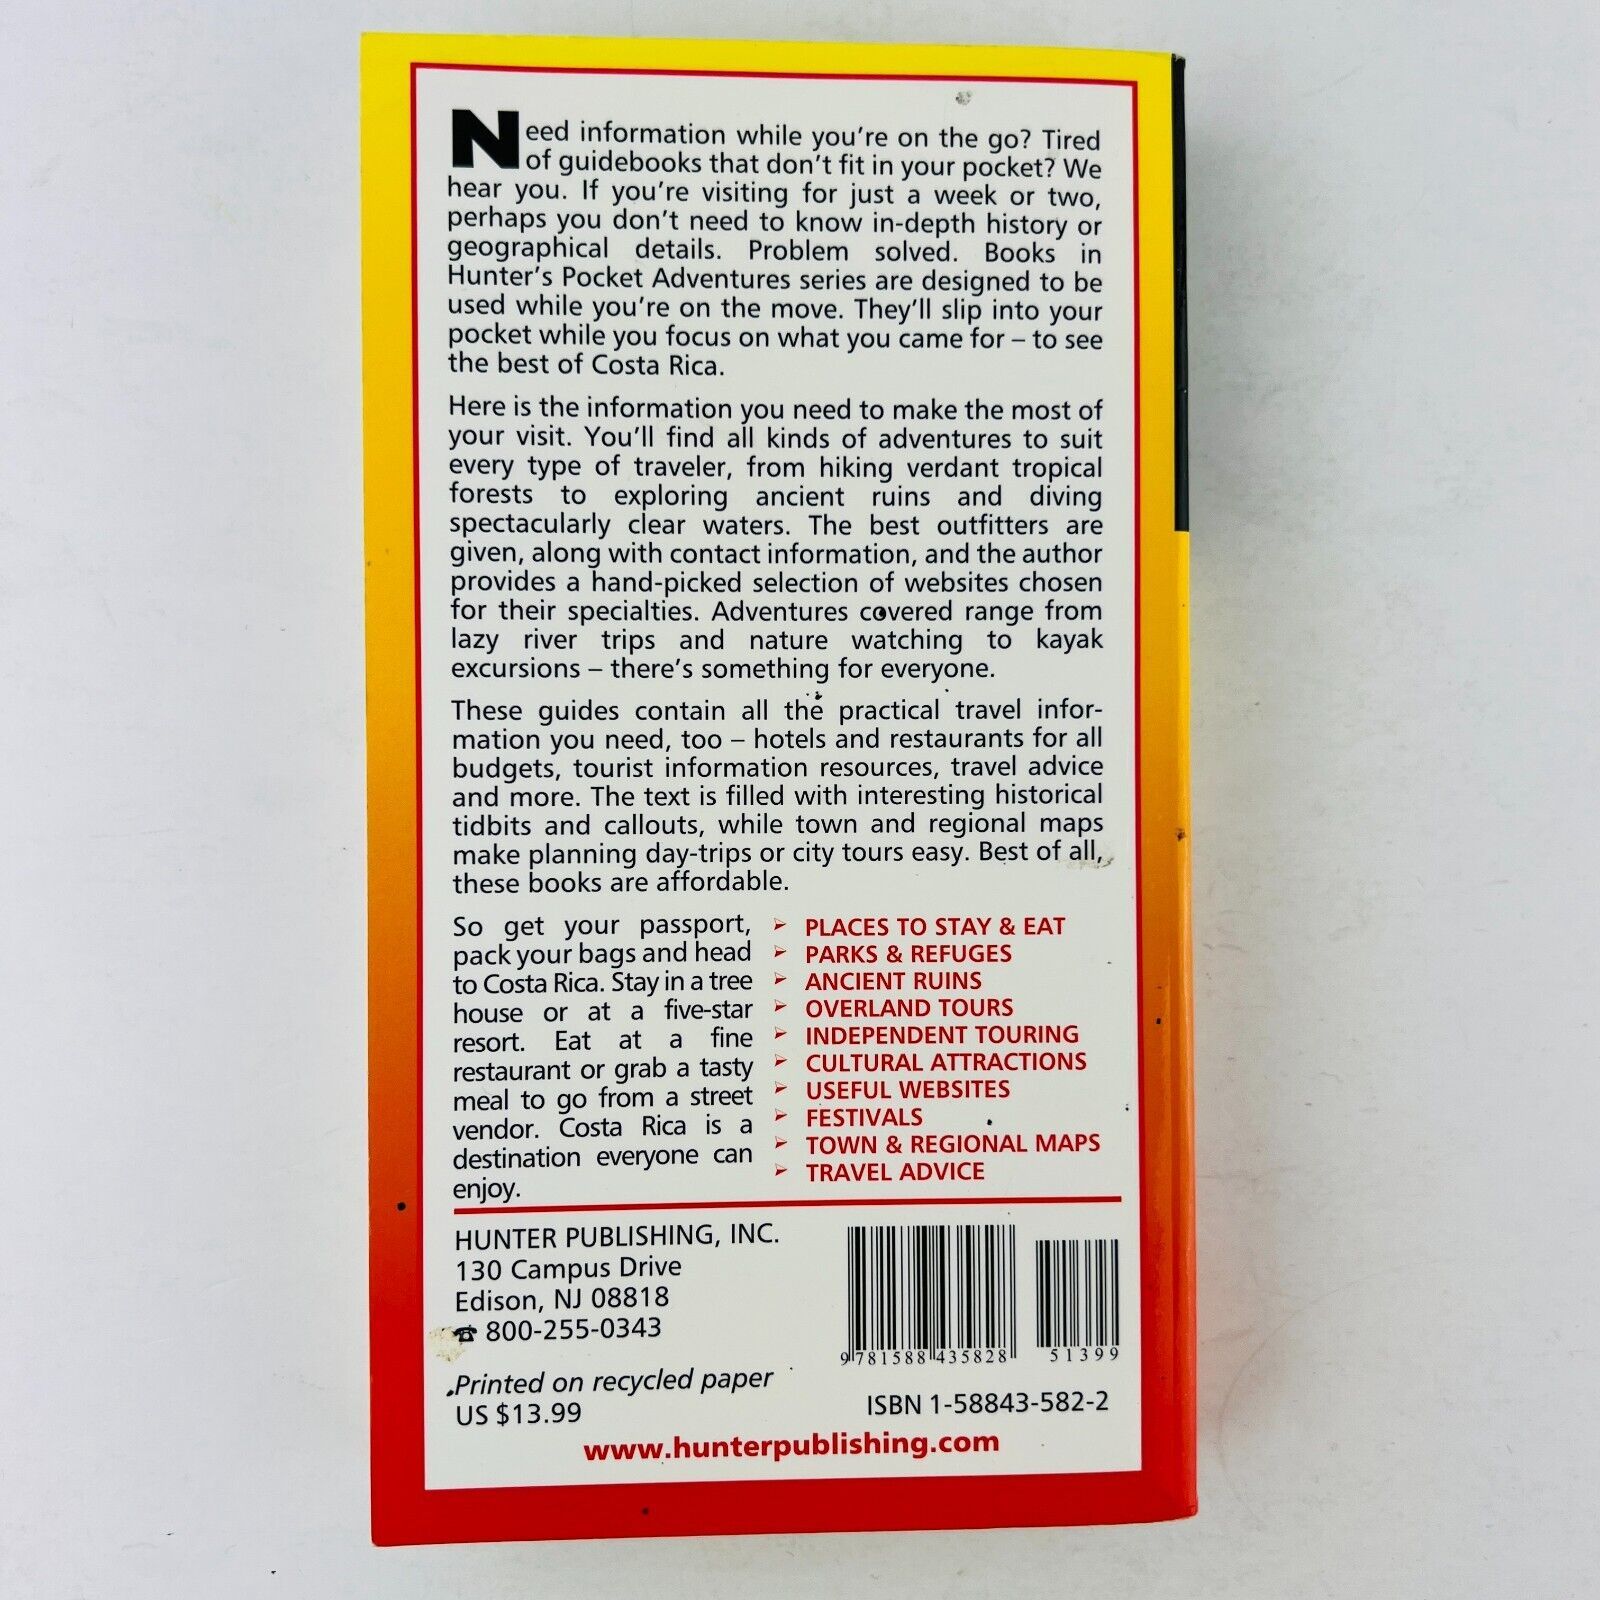 Need information while you're on the go? Tired
of guidebooks that don't fit in your pocket? We
hear you. If you're visiting for just a week or two,
perhaps you don't need to know in-depth history or
geographical details. Problem solved. Books in
Hunter's Pocket Adventures series are designed to be
used while you're on the move. They'll slip into your
pocket while you focus on what you came for – to see
the best of Costa Rica.
Here is the information you need to make the most of
your visit. You'll find all kinds of adventures to suit
every type of traveler, from hiking verdant tropical
forests to exploring ancient ruins and diving
spectacularly clear waters. The best outfitters are
given, along with contact information, and the author
provides a hand-picked selection of websites chosen
for their specialties. Adventures covered range from
lazy river trips and nature watching to kayak
excursions – there's something for everyone.
These guides contain all the practical travel infor-
mation you need, too – hotels and restaurants for all
budgets, tourist information resources, travel advice
and more. The text is filled with interesting historical
tidbits and callouts, while town and regional maps
make planning day-trips or city tours easy. Best of all,
these books are affordable.
So get your passport,
pack your bags and head
to Costa Rica. Stay in a tree
house or at a five-star
resort. Eat at a fine
restaurant or grab a tasty
meal to go from a street
vendor. Costa Rica is a
destination everyone can
enjoy.
➢ PLACES TO STAY & EAT
➢ PARKS & REFUGES
➢ ANCIENT RUINS
➢ OVERLAND TOURS
➢ INDEPENDENT TOURING
➢ CULTURAL ATTRACTIONS
➢ USEFUL WEBSITES
➢ FESTIVALS
➢ TOWN & REGIONAL MAPS
➢ TRAVEL ADVICE
HUNTER PUBLISHING, INC.
130 Campus Drive
Edison, NJ 08818
☎ 800-255-0343
Printed on recycled paper
US $13.99
9 781588 435828
51399
ISBN 1-58843-582-2
www.hunterpublishing.com